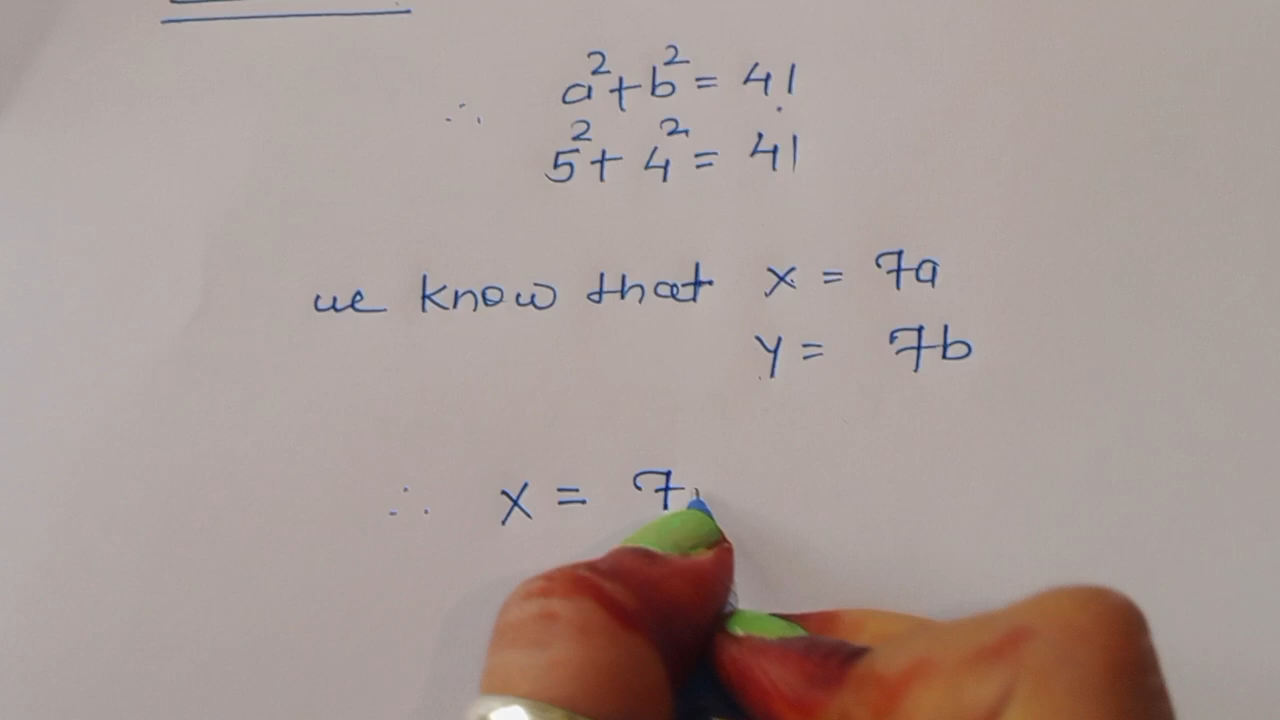 ∴ a²+b² = 41
5²+ 4² = 41
we know that x = 7a
y = 7b
∴ x = 7